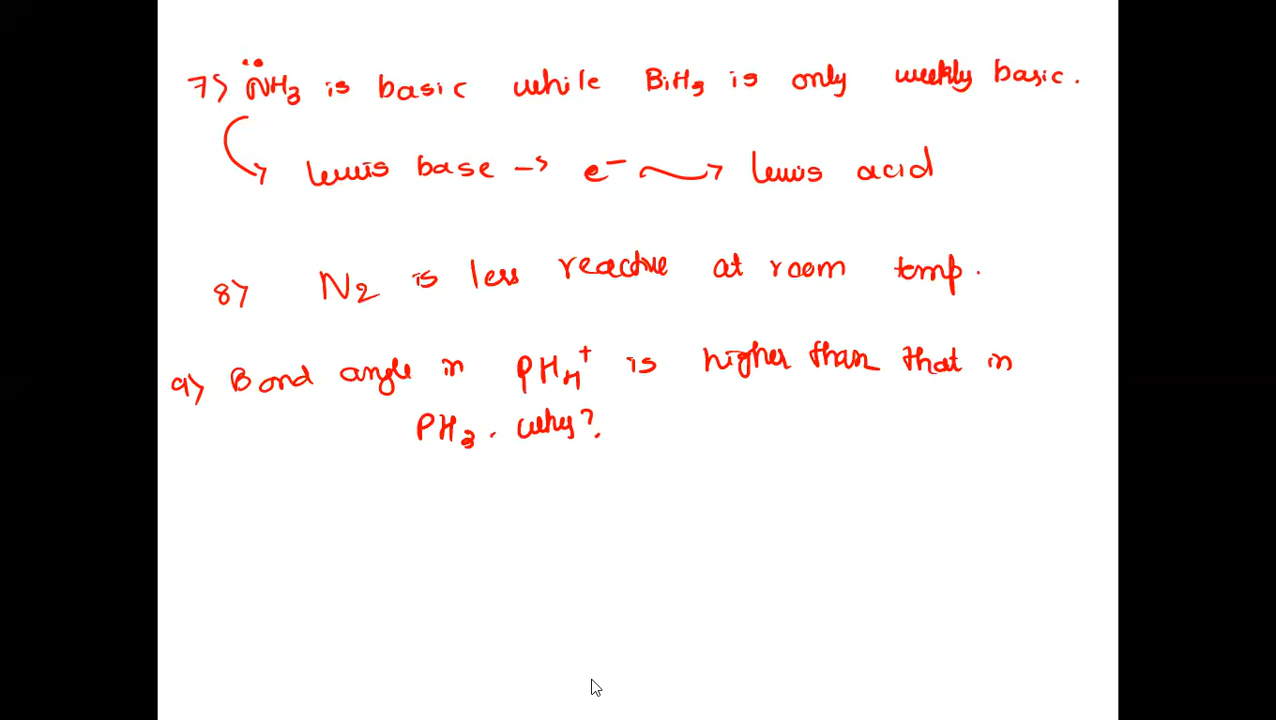 7) N̈H3 is basic while BiH3 is only weekly basic.
lewis base → e⁻ → lewis acid
8) N2 is less reactive at room temp.
9) Bond angle in PH4⁺ is higher than that in
PH3. why?